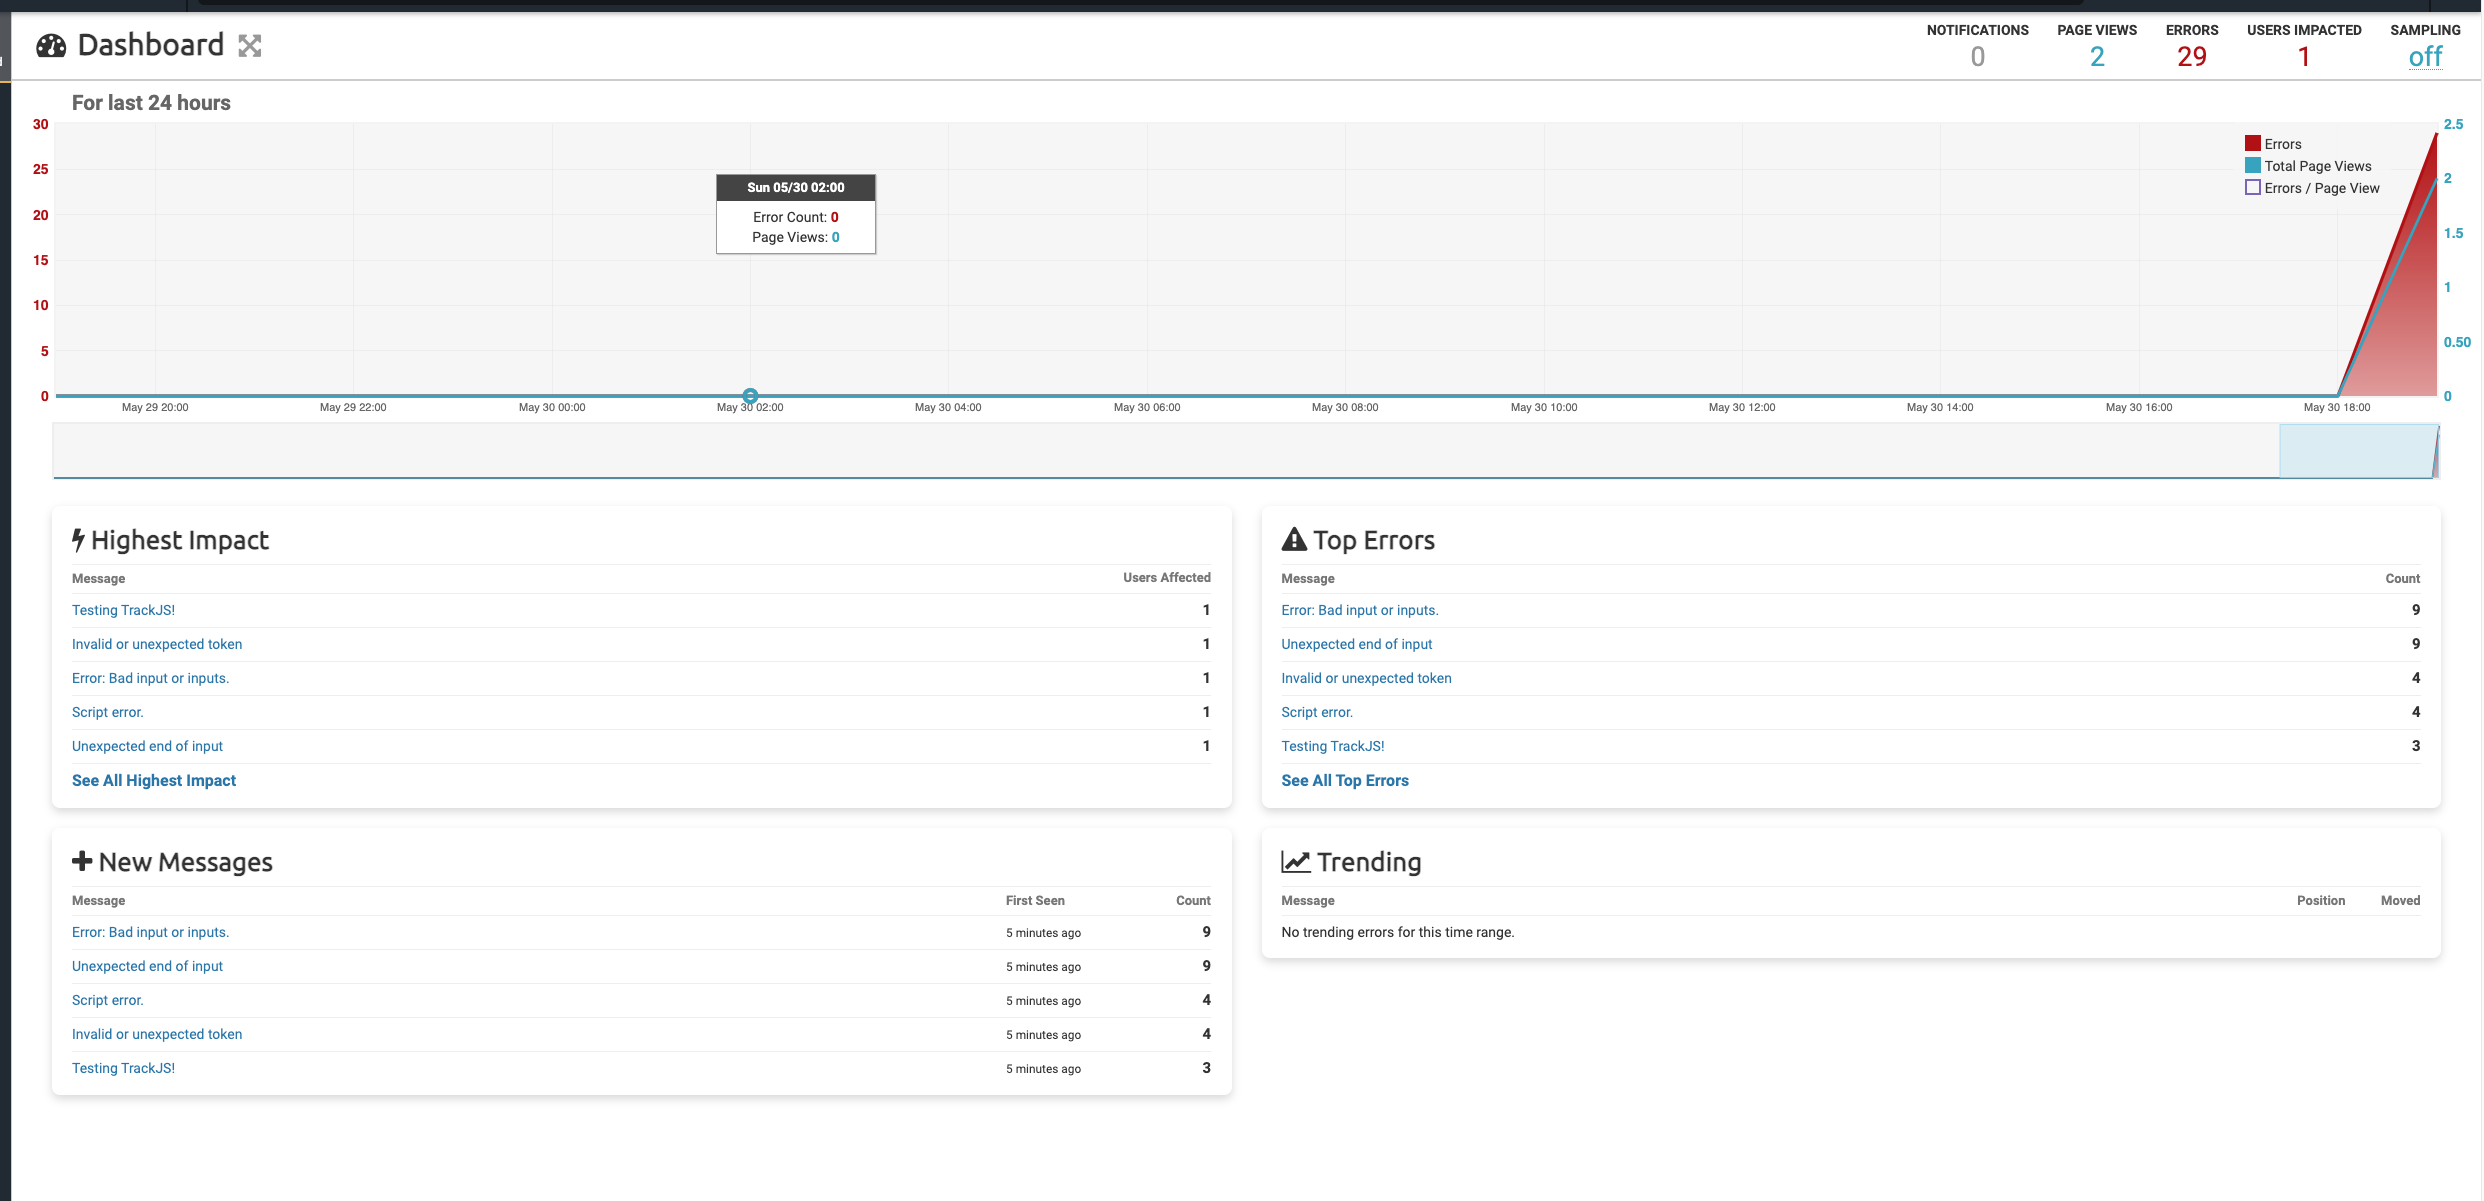 Dashboard
NOTIFICATIONS PAGE VIEWS ERRORS USERS IMPACTED SAMPLING
0 2 29 1 off
For last 24 hours
30
25
20
15
10
5
0
2.5
2
1.5
1
0.50
0
Errors
Total Page Views
Errors / Page View
Sun 05/30 02:00
Error Count: 0
Page Views: 0
May 29 20:00 May 29 22:00 May 30 00:00 May 30 02:00 May 30 04:00 May 30 06:00 May 30 08:00 May 30 10:00 May 30 12:00 May 30 14:00 May 30 16:00 May 30 18:00
Highest Impact
Message Users Affected
Testing TrackJS! 1
Invalid or unexpected token 1
Error: Bad input or inputs. 1
Script error. 1
Unexpected end of input 1
See All Highest Impact
Top Errors
Message Count
Error: Bad input or inputs. 9
Unexpected end of input 9
Invalid or unexpected token 4
Script error. 4
Testing TrackJS! 3
See All Top Errors
New Messages
Message First Seen Count
Error: Bad input or inputs. 5 minutes ago 9
Unexpected end of input 5 minutes ago 9
Script error. 5 minutes ago 4
Invalid or unexpected token 5 minutes ago 4
Testing TrackJS! 5 minutes ago 3
Trending
Message Position Moved
No trending errors for this time range.